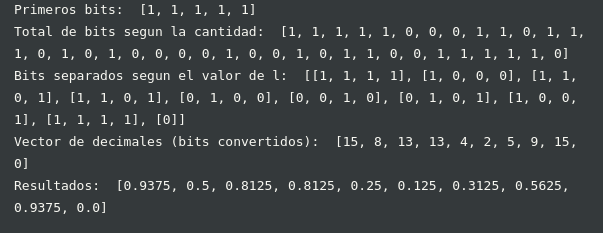 Primeros bits:  [1, 1, 1, 1, 1]
Total de bits segun la cantidad:  [1, 1, 1, 1, 1, 0, 0, 0, 1, 1, 0, 1, 1,
1, 0, 1, 0, 1, 0, 0, 0, 0, 1, 0, 0, 1, 0, 1, 1, 0, 0, 1, 1, 1, 1, 1, 0]
Bits separados segun el valor de l:  [[1, 1, 1, 1], [1, 0, 0, 0], [1, 1,
0, 1], [1, 1, 0, 1], [0, 1, 0, 0], [0, 0, 1, 0], [0, 1, 0, 1], [1, 0, 0,
1], [1, 1, 1, 1], [0]]
Vector de decimales (bits convertidos):  [15, 8, 13, 13, 4, 2, 5, 9, 15,
0]
Resultados:  [0.9375, 0.5, 0.8125, 0.8125, 0.25, 0.125, 0.3125, 0.5625,
0.9375, 0.0]